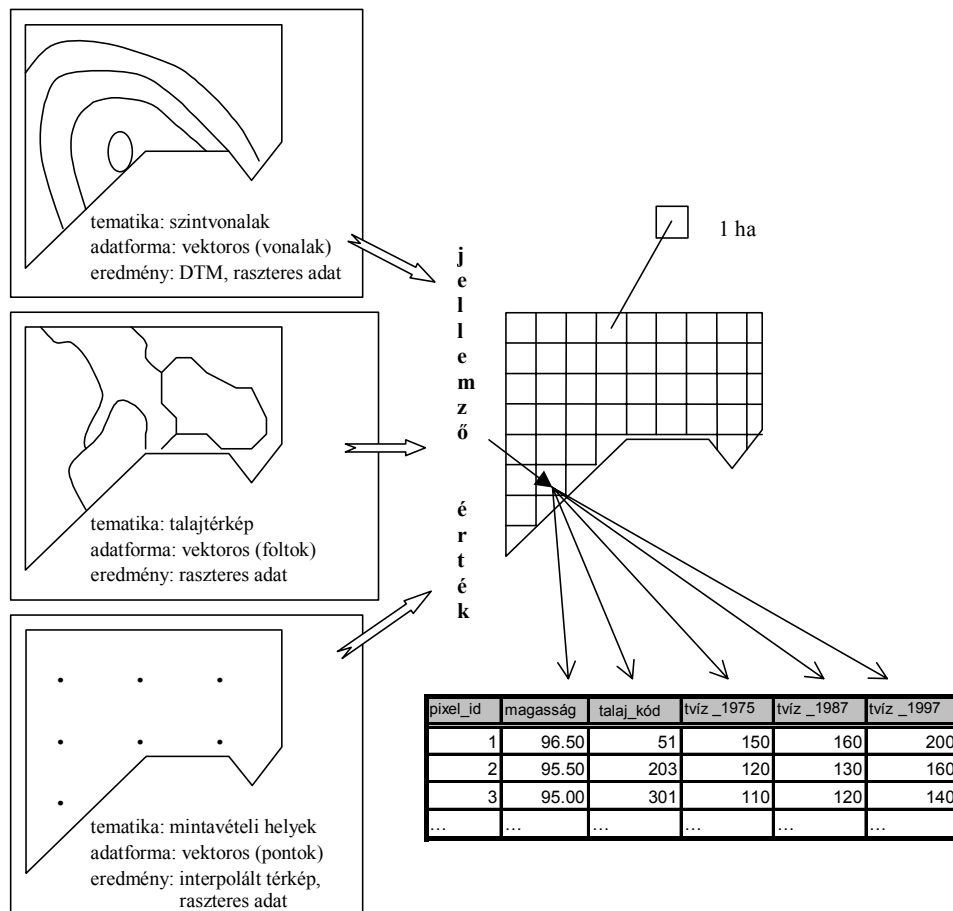 tematika: szintvonalak
adatforma: vektoros (vonalak)
eredmény: DTM, raszteres adat
tematika: talajtérkép
adatforma: vektoros (foltok)
eredmény: raszteres adat
tematika: mintavételi helyek
adatforma: vektoros (pontok)
eredmény: interpolált térkép,
raszteres adat
jellemző érték
1 ha
pixel_id magasság talaj_kód tvíz _1975 tvíz _1987 tvíz _1997
1 96.50 51 150 160 200
2 95.50 203 120 130 160
3 95.00 301 110 120 140
… … … … … …